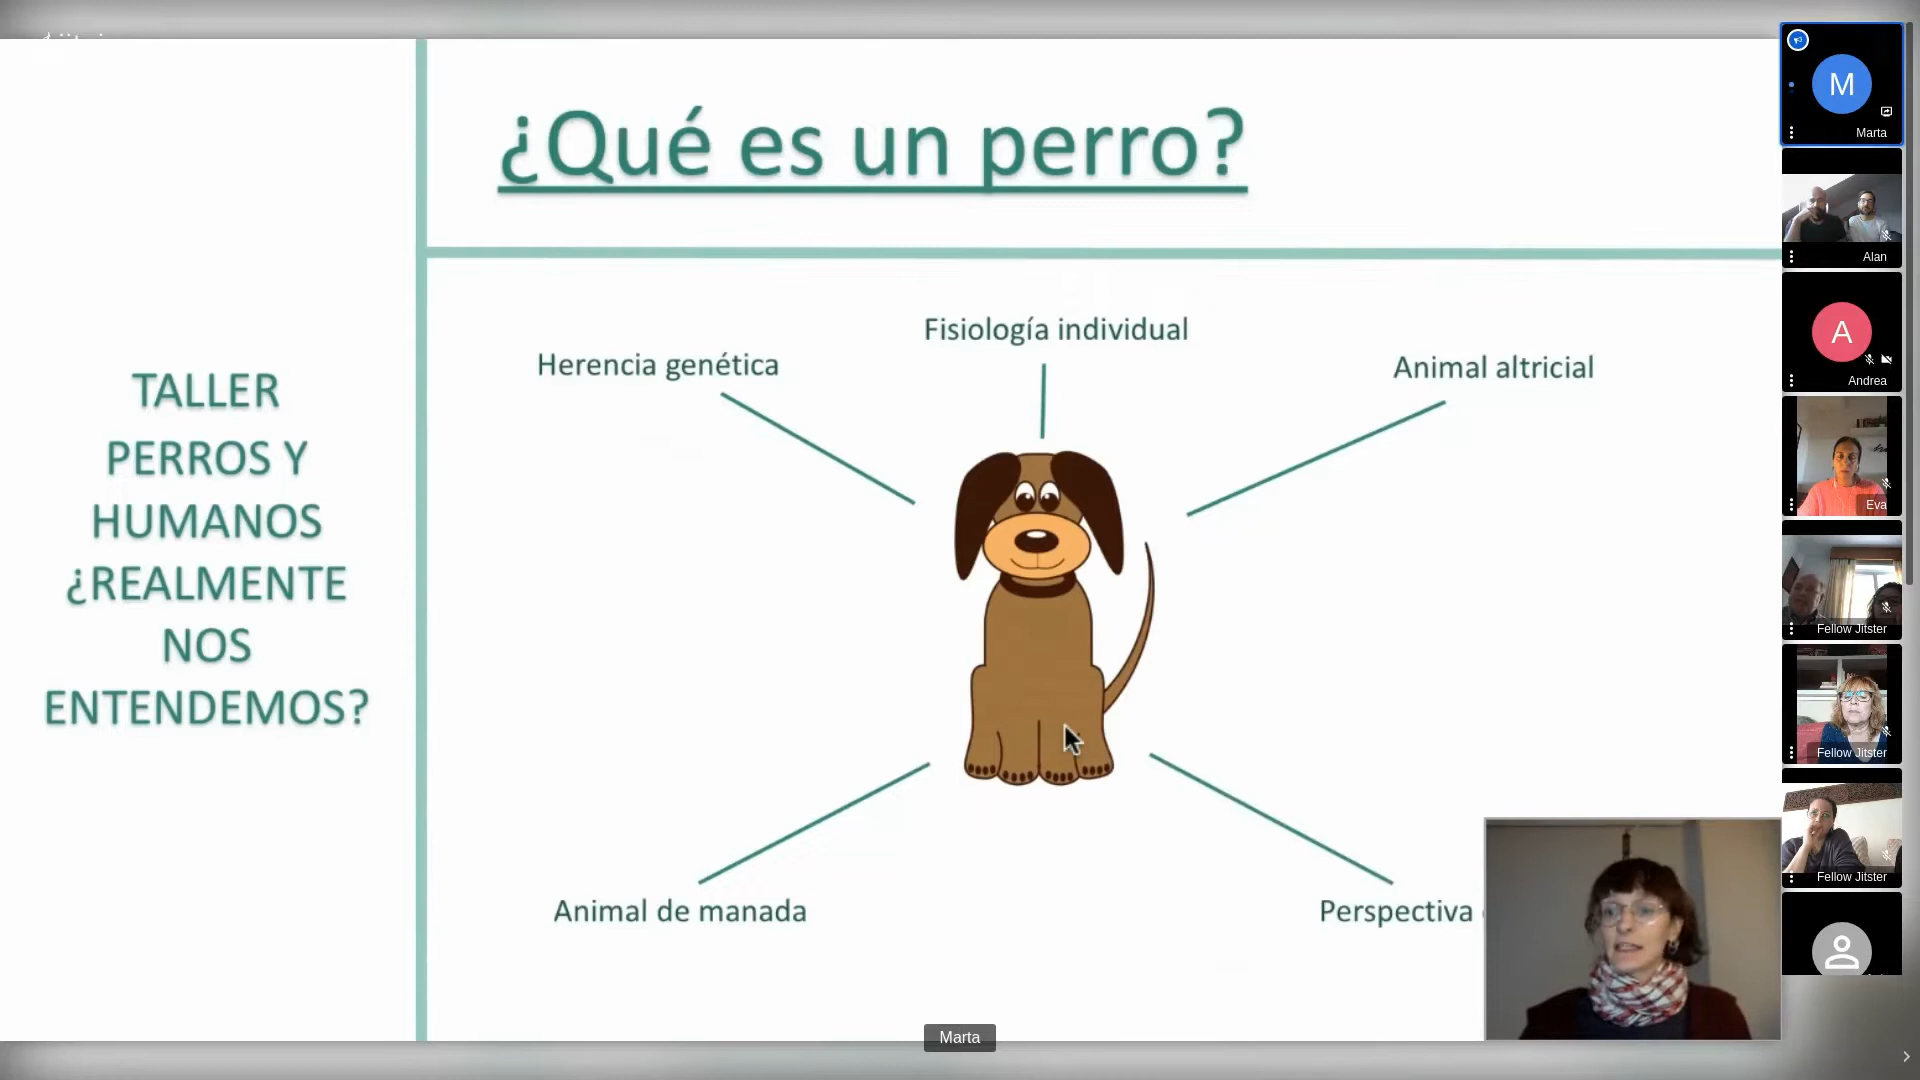 ¿Qué es un perro?
TALLER
PERROS Y
HUMANOS
¿REALMENTE
NOS
ENTENDEMOS?
Fisiología individual
Herencia genética
Animal altricial
Animal de manada
Perspectiva
M
Marta
Alan
A
Andrea
Eva
Fellow Jitster
Fellow Jitster
Fellow Jitster
Marta